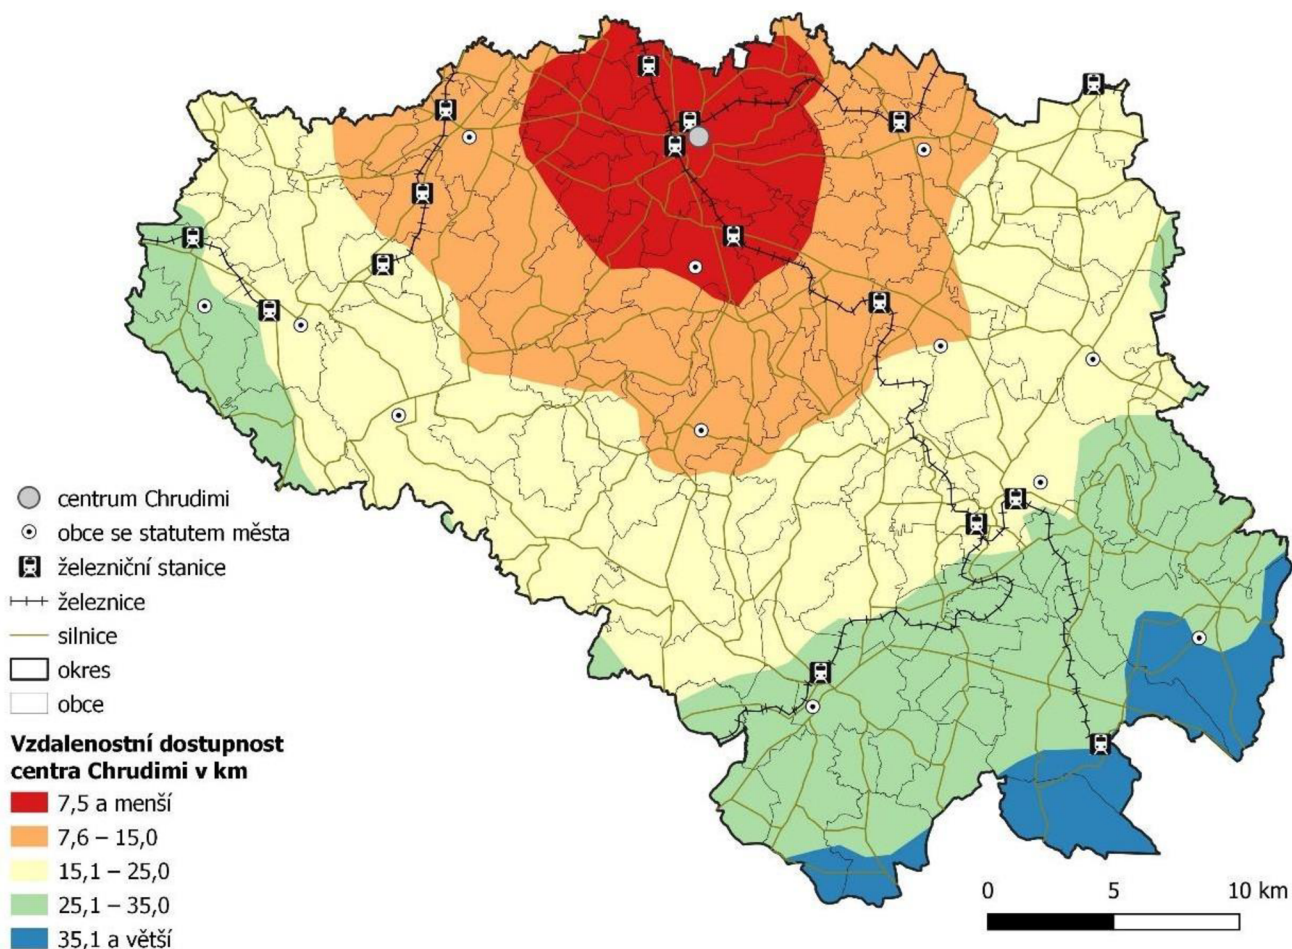 centrum Chrudimi
obce se statutem města
železniční stanice
železnice
silnice
okres
obce
Vzdalenostní dostupnost
centra Chrudimi v km
7,5 a menší
7,6 – 15,0
15,1 – 25,0
25,1 – 35,0
35,1 a větší
0 5 10 km